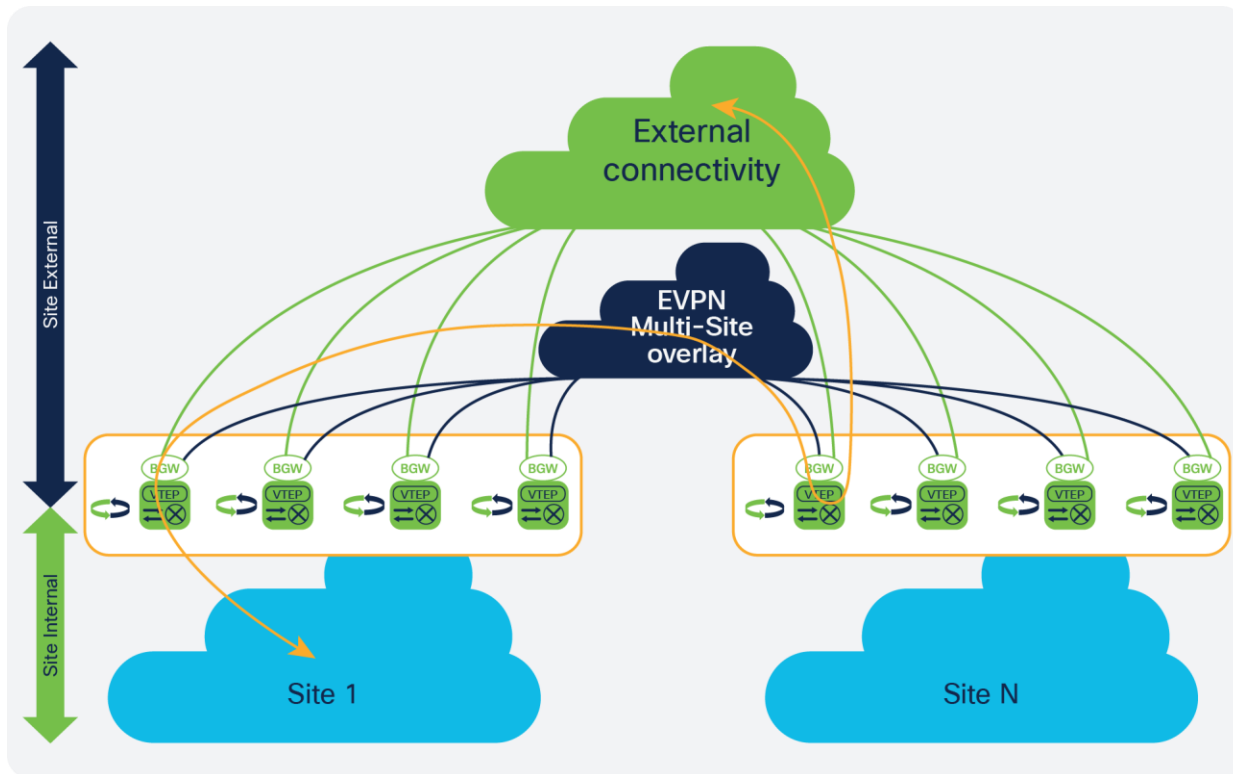 External
connectivity
Site External
EVPN
Multi-Site
overlay
BGW
BGW
BGW
BGW
BGW
BGW
BGW
BGW
VTEP
VTEP
VTEP
VTEP
VTEP
VTEP
VTEP
VTEP
Site Internal
Site 1
Site N